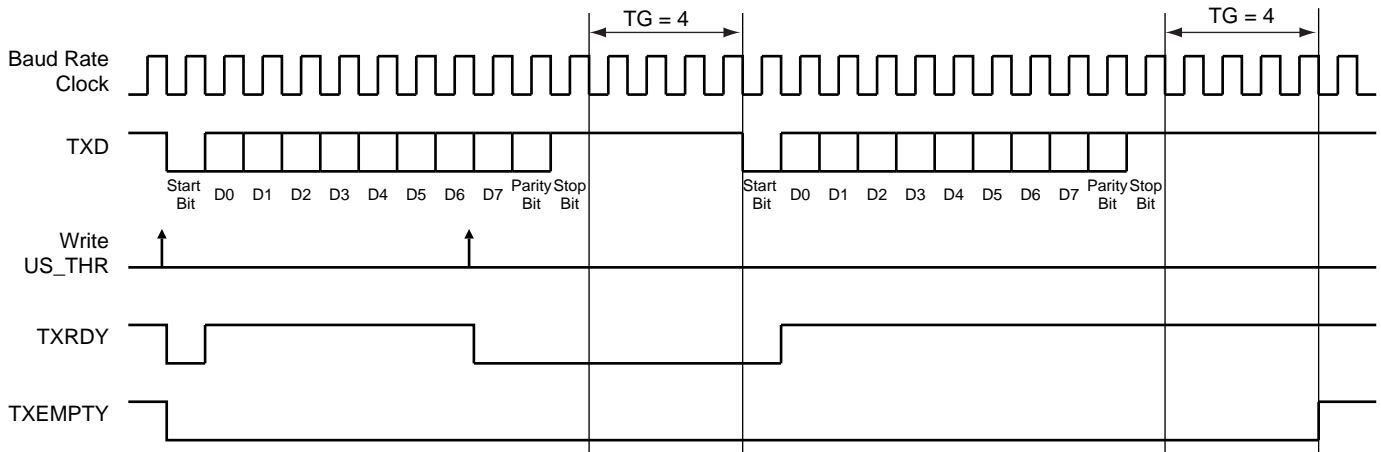 TG = 4
TG = 4
Baud Rate
Clock
TXD
Start
Bit
D0
D1
D2
D3
D4
D5
D6
D7
Parity
Bit
Stop
Bit
Start
Bit
D0
D1
D2
D3
D4
D5
D6
D7
Parity
Bit
Stop
Bit
Write
US_THR
TXRDY
TXEMPTY